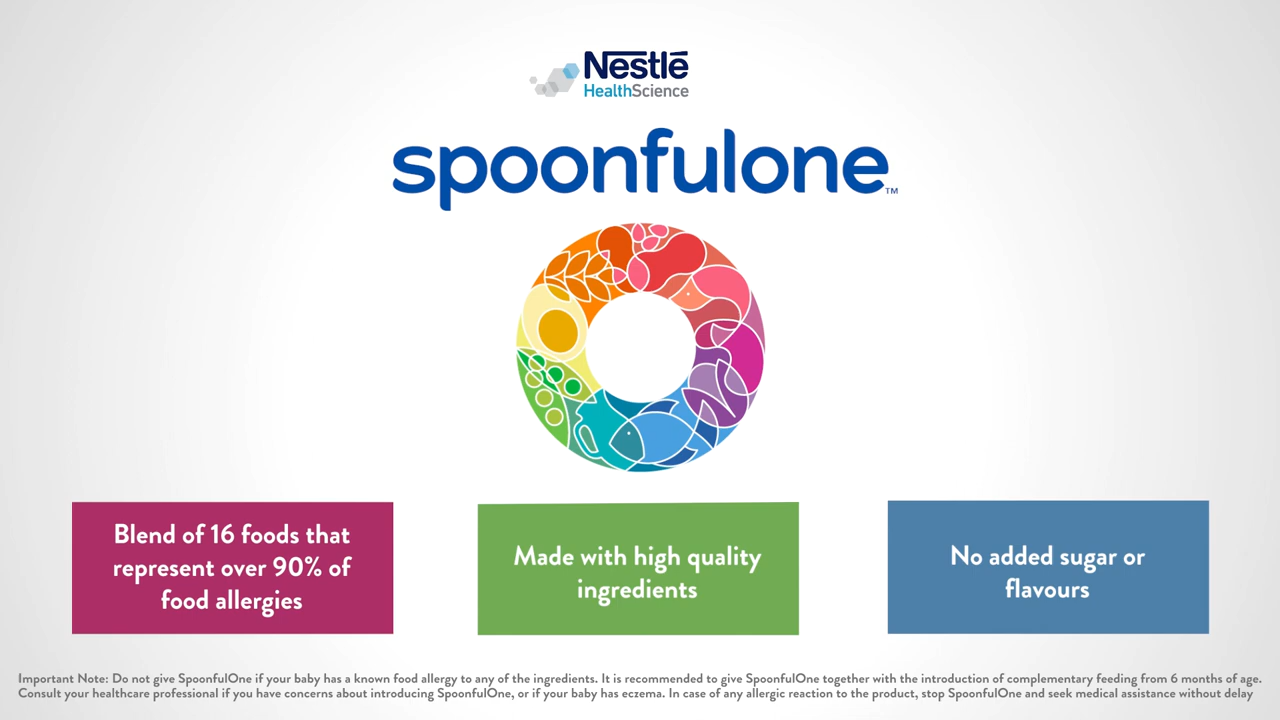 Nestlé
HealthScience
spoonfulone™
Blend of 16 foods that
represent over 90% of
food allergies
Made with high quality
ingredients
No added sugar or
flavours
Important Note: Do not give SpoonfulOne if your baby has a known food allergy to any of the ingredients. It is recommended to give SpoonfulOne together with the introduction of complementary feeding from 6 months of age.
Consult your healthcare professional if you have concerns about introducing SpoonfulOne, or if your baby has eczema. In case of any allergic reaction to the product, stop SpoonfulOne and seek medical assistance without delay